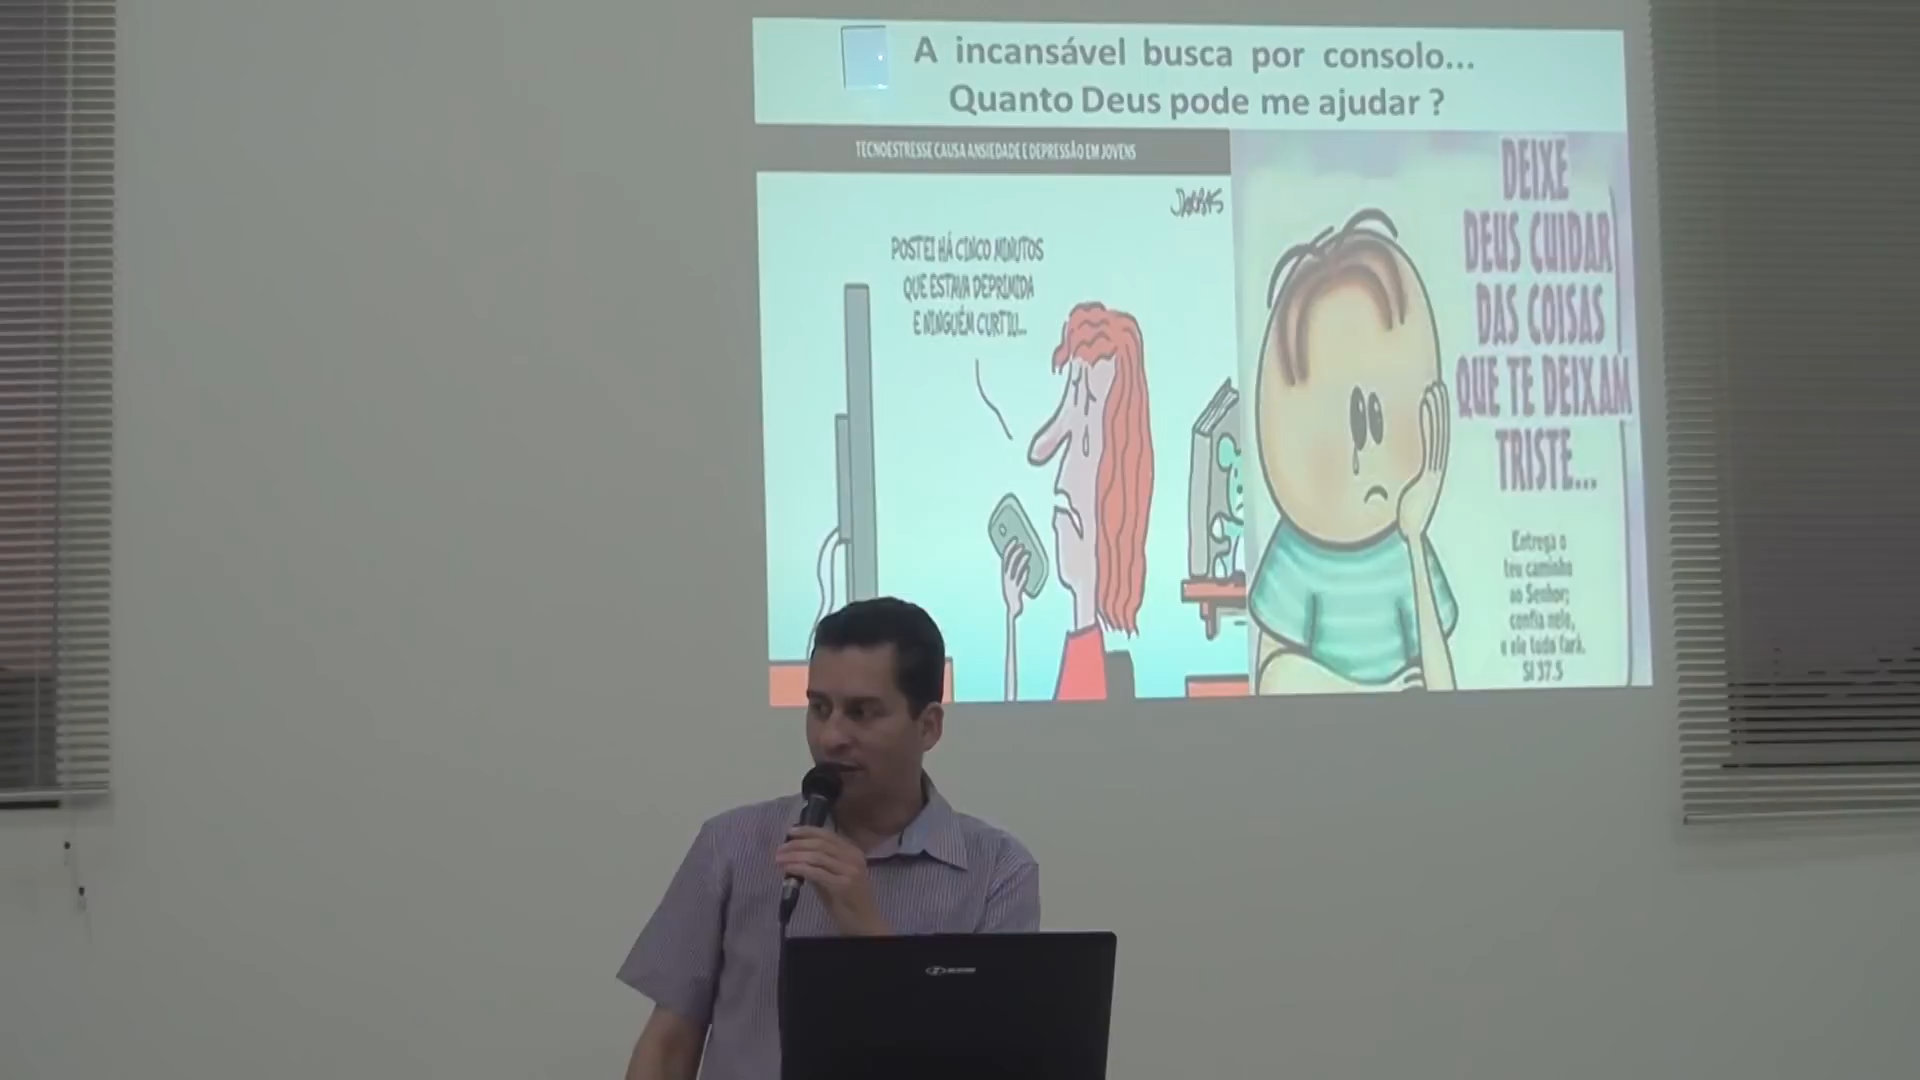 A incansável busca por consolo...
Quanto Deus pode me ajudar ?
TECNOESTRESSE CAUSA ANSIEDADE E DEPRESSÃO EM JOVENS
JARBAS
POSTEI HÁ CINCO MINUTOS
QUE ESTAVA DEPRIMIDA
E NINGUÉM CURTIU...
DEIXE
DEUS CUIDAR
DAS COISAS
QUE TE DEIXAM
TRISTE...
Entrega o
teu caminho
ao Senhor;
confia nele,
e ele tudo fará.
Sl 37.5